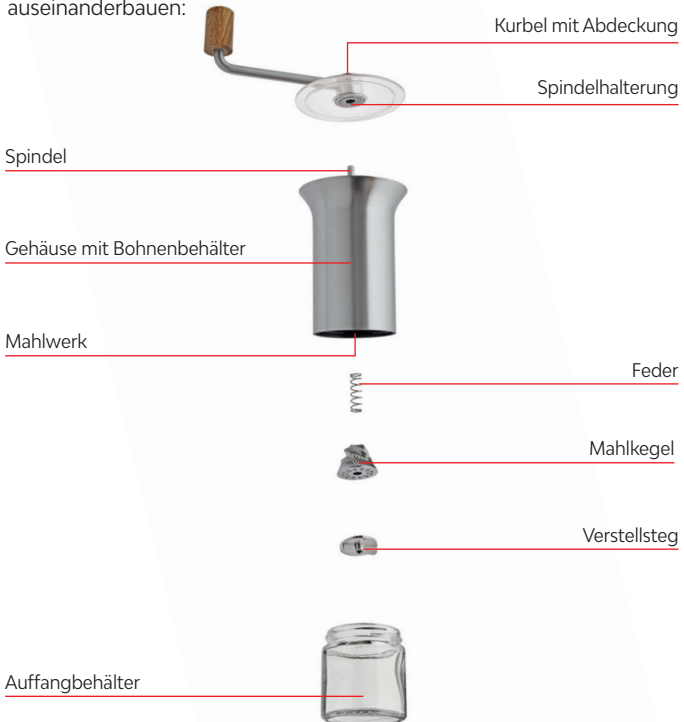 auseinanderbauen:
Kurbel mit Abdeckung
Spindelhalterung
Spindel
Gehäuse mit Bohnenbehälter
Mahlwerk
Feder
Mahlkegel
Verstellsteg
Auffangbehälter